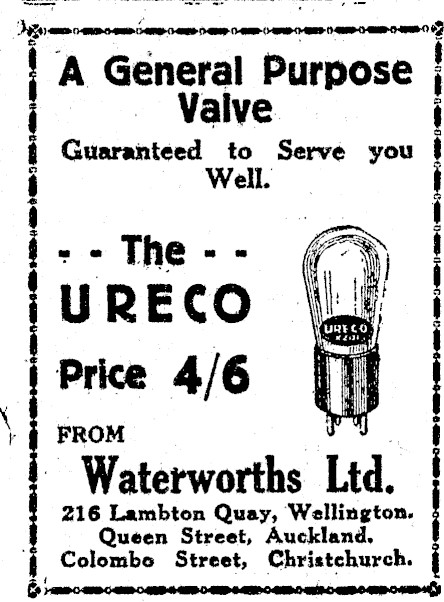 A General Purpose
Valve
Guaranteed to Serve you
Well.
- - The - -
URECO
URECO
Price 4/6
FROM
Waterworths Ltd.
216 Lambton Quay, Wellington.
Queen Street, Auckland.
Colombo Street, Christchurch.